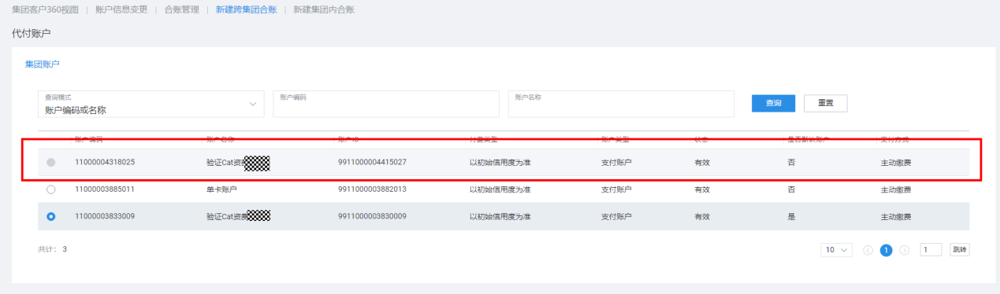 集团客户360视图 | 账户信息变更 | 合账管理 | 新建跨集团合账 | 新建集团内合账
代付账户
集团账户
查询模式 账户编码 账户名称
账户编码或名称 查询 重置
账户编码 账户名称 账户ID 付费类型 账户类型 状态 是否默认账户 支付方式
11000004318025 验证Cat资费 9911000004415027 以初始信用度为准 支付账户 有效 否 主动缴费
11000003885011 单卡账户 9911000003882013 以初始信用度为准 支付账户 有效 否 主动缴费
11000003833009 验证Cat资费 9911000003830009 以初始信用度为准 支付账户 有效 是 主动缴费
共计: 3 10 1 1 跳转